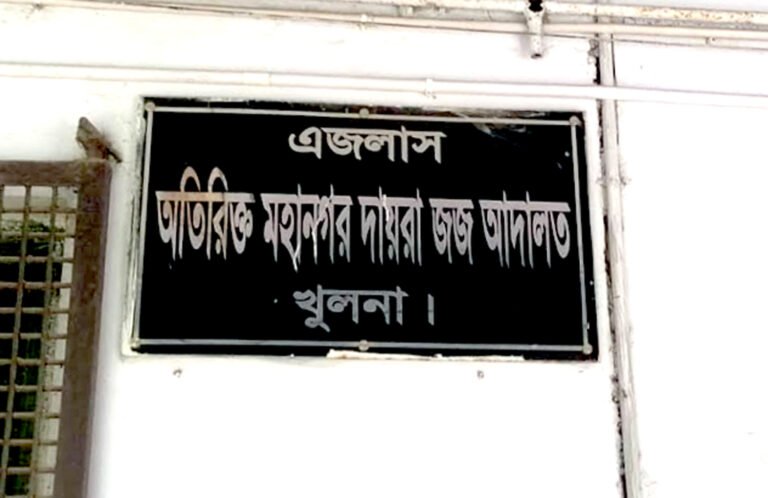 এজলাস
অতিরিক্ত মহানগর দায়রা জজ আদালত
খুলনা ।